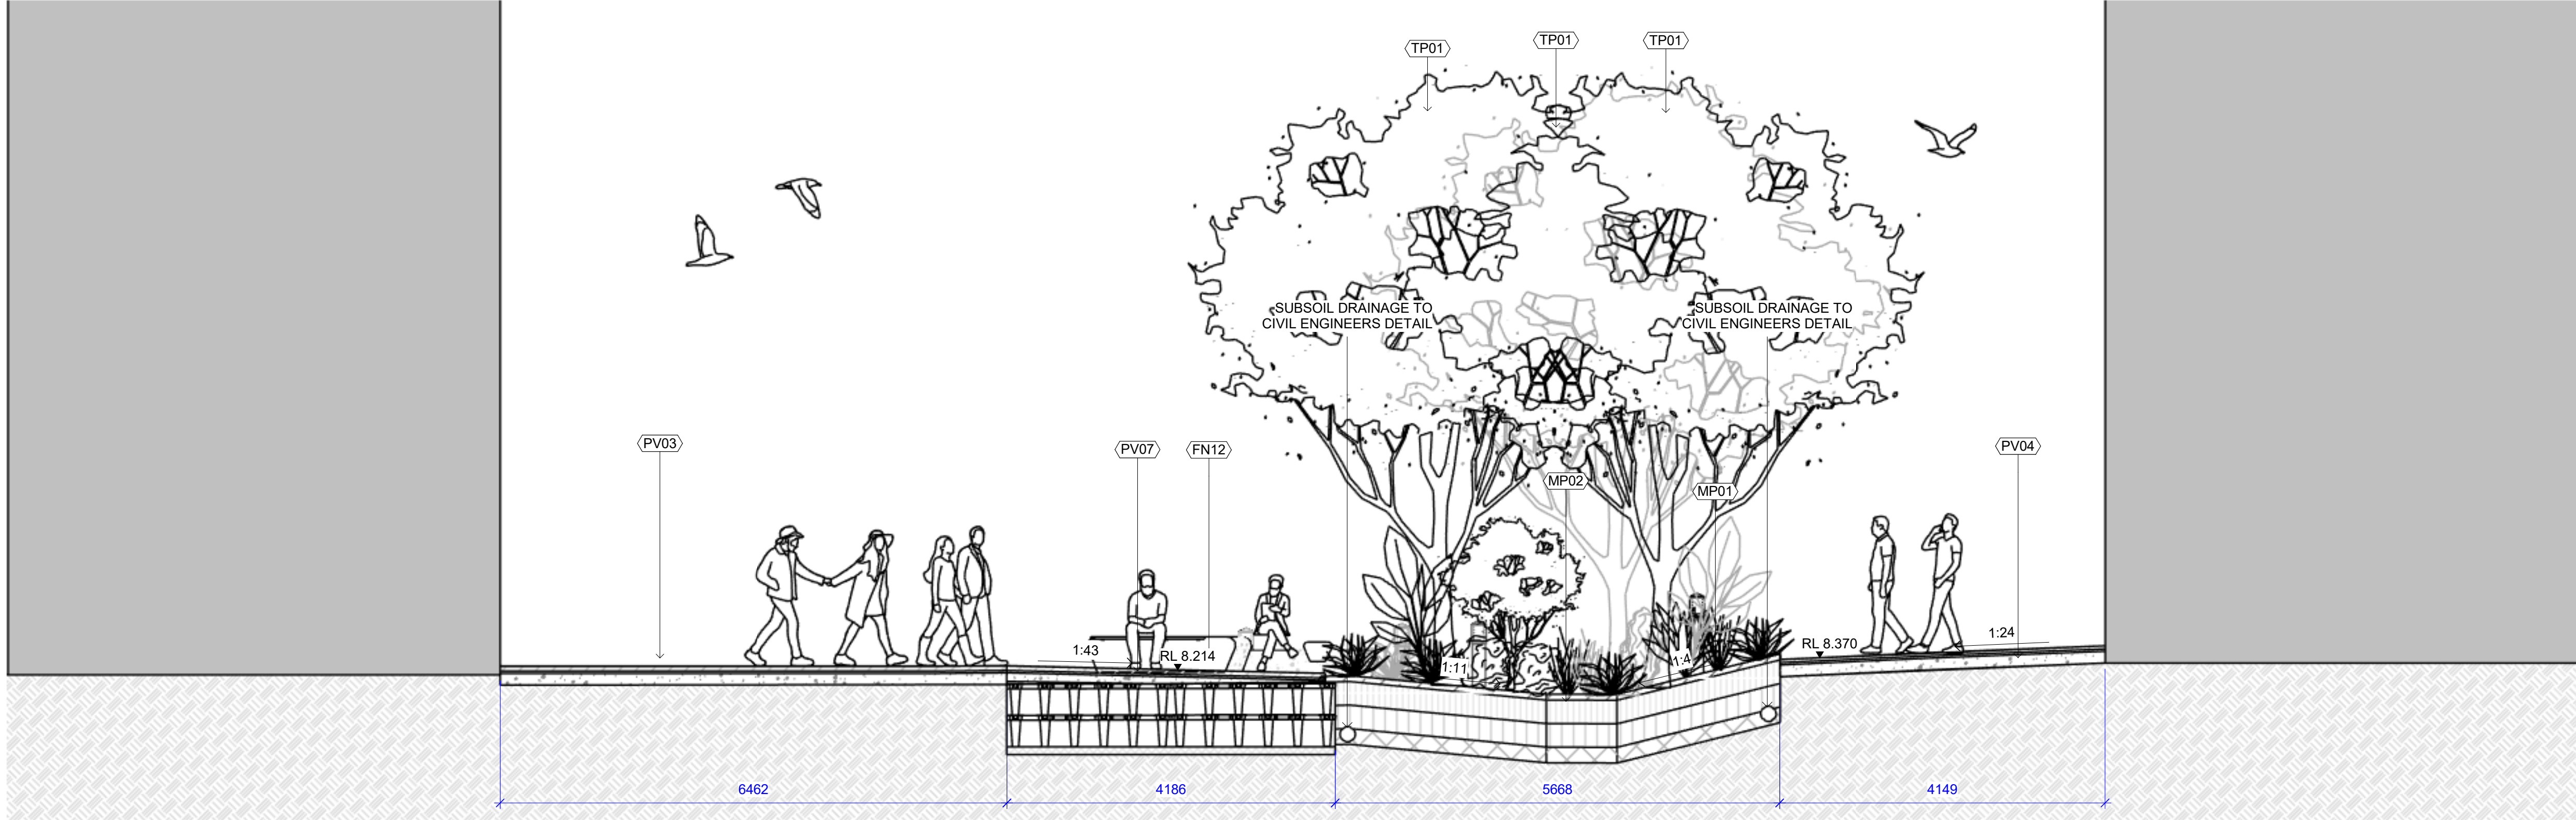 TP01
TP01
TP01
SUBSOIL DRAINAGE TO
CIVIL ENGINEERS DETAIL
SUBSOIL DRAINAGE TO
CIVIL ENGINEERS DETAIL
PV03
PV07
FN12
PV04
MP02
MP01
1:24
RL 8.370
1:43
RL 8.214
1:11
1:4
6462
4186
5668
4149